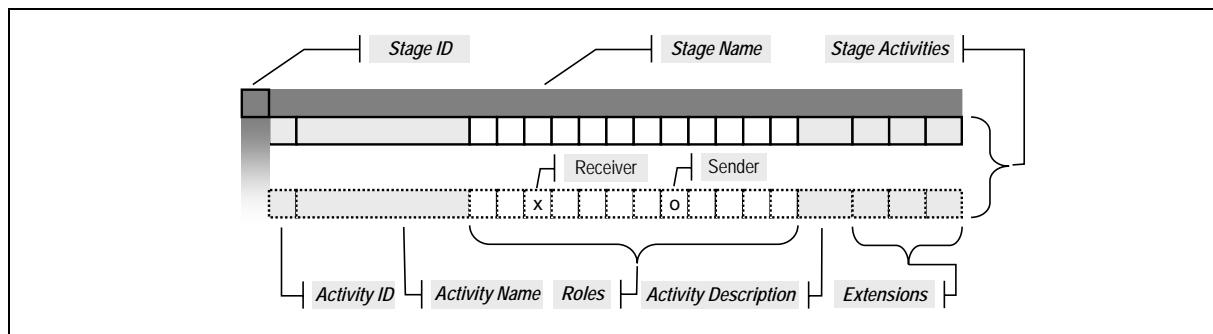 Stage ID Stage Name Stage Activities
Receiver Sender
x o
Activity ID Activity Name Roles Activity Description Extensions